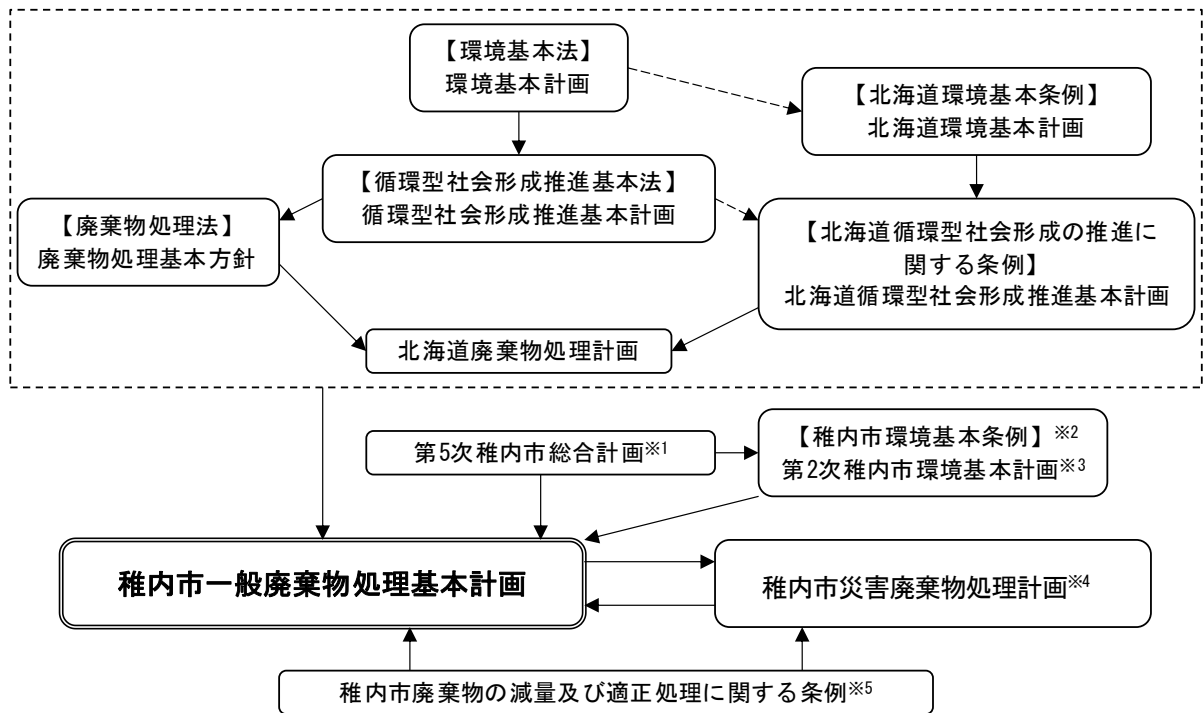 【環境基本法】
環境基本計画
【北海道環境基本条例】
北海道環境基本計画
【循環型社会形成推進基本法】
循環型社会形成推進基本計画
【廃棄物処理法】
廃棄物処理基本方針
【北海道循環型社会形成の推進に
関する条例】
北海道循環型社会形成推進基本計画
北海道廃棄物処理計画
第5次稚内市総合計画※1
【稚内市環境基本条例】※2
第2次稚内市環境基本計画※3
稚内市一般廃棄物処理基本計画
稚内市災害廃棄物処理計画※4
稚内市廃棄物の減量及び適正処理に関する条例※5